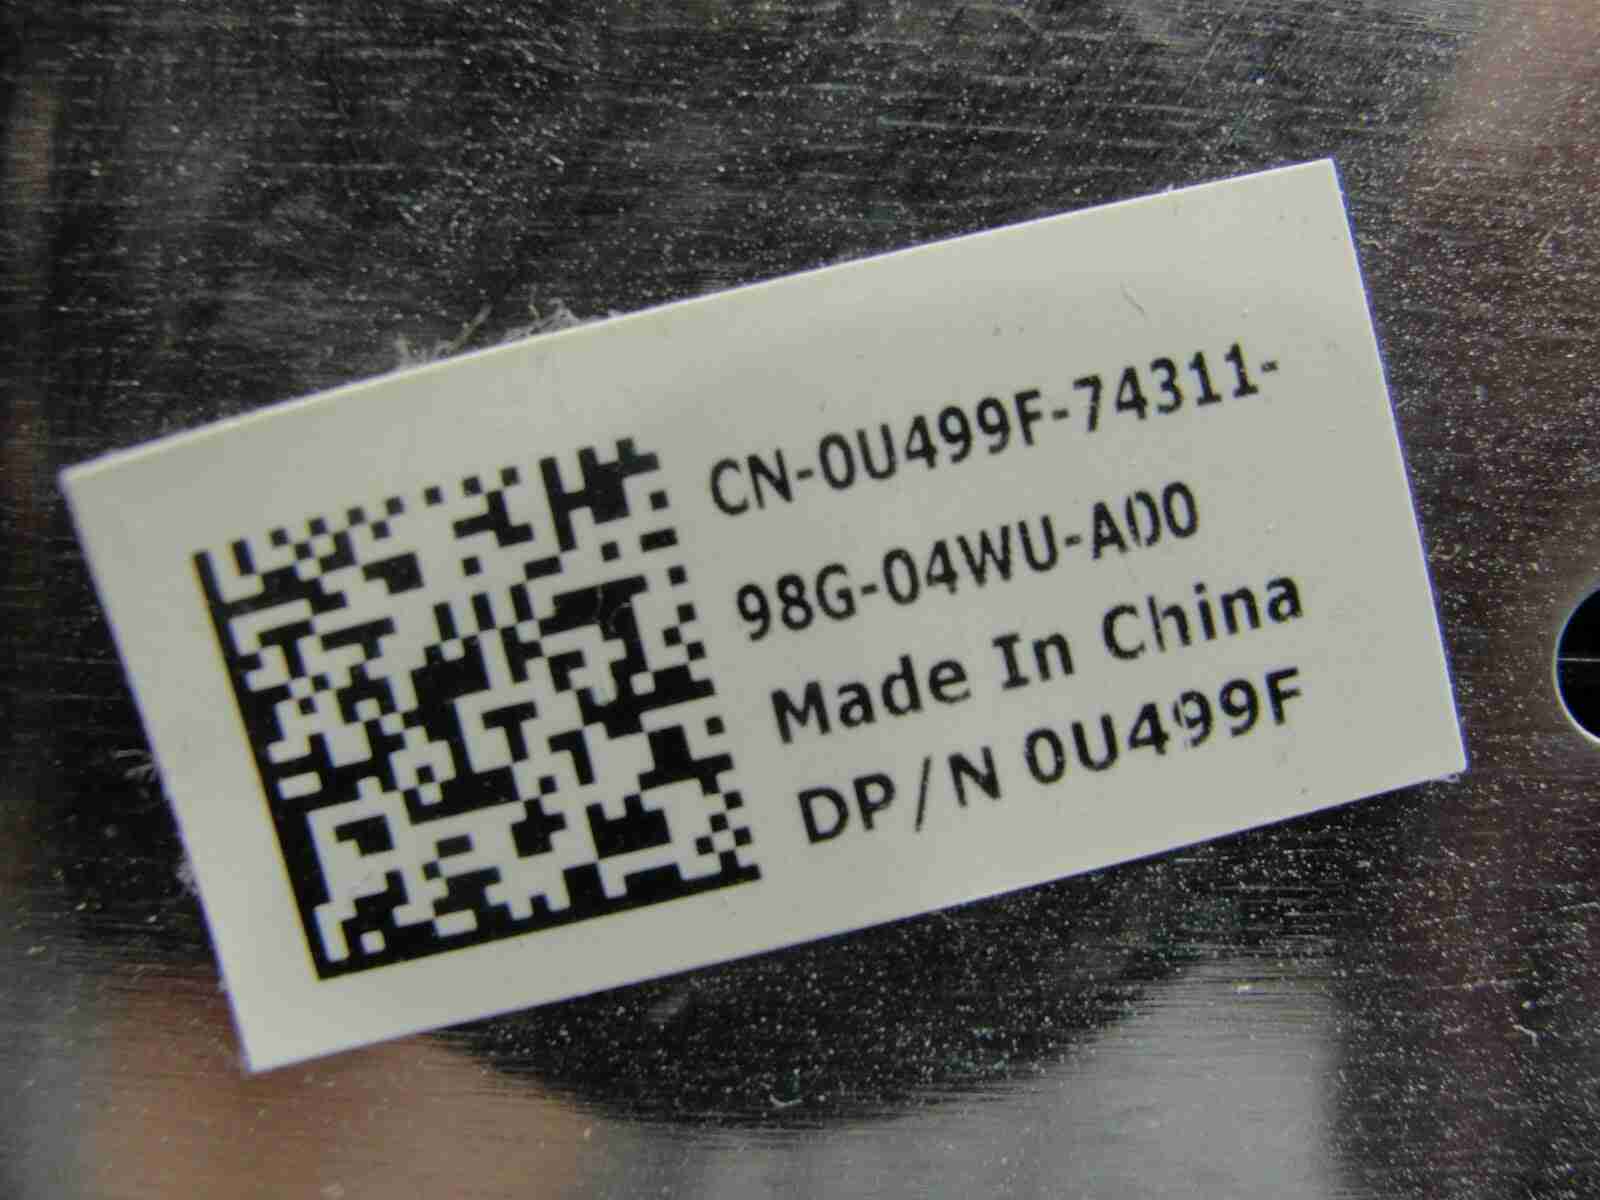 CN-0U499F-74311-
98G-04WU-A00
Made In China
DP/N 0U499F